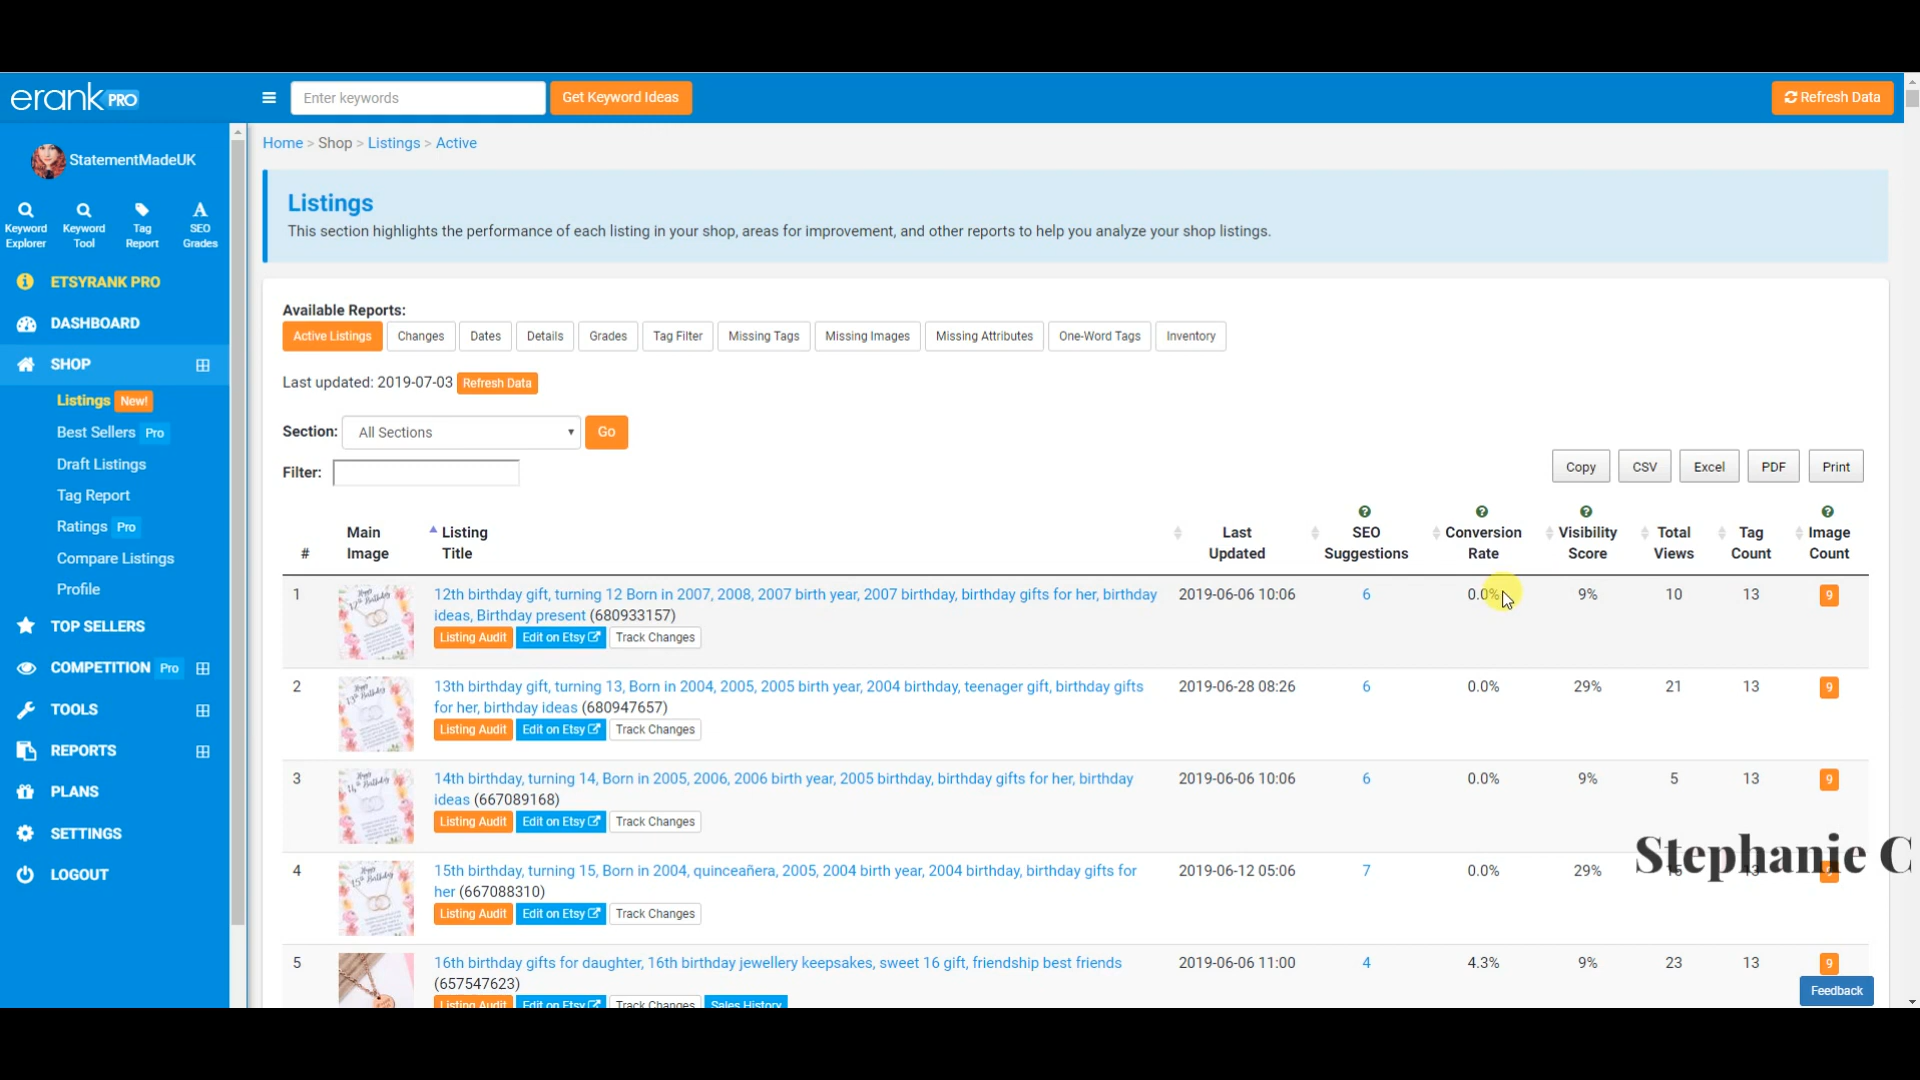 erank PRO
Enter keywords
Get Keyword Ideas
Refresh Data
StatementMadeUK
Keyword Explorer
Keyword Tool
Tag Report
SEO Grades
ETSYRANK PRO
DASHBOARD
SHOP
Listings New!
Best Sellers Pro
Draft Listings
Tag Report
Ratings Pro
Compare Listings
Profile
TOP SELLERS
COMPETITION Pro
TOOLS
REPORTS
PLANS
SETTINGS
LOGOUT
Home > Shop > Listings > Active
Listings
This section highlights the performance of each listing in your shop, areas for improvement, and other reports to help you analyze your shop listings.
Available Reports:
Active Listings Changes Dates Details Grades Tag Filter Missing Tags Missing Images Missing Attributes One-Word Tags Inventory
Last updated: 2019-07-03 Refresh Data
Section: All Sections Go
Filter:
Copy CSV Excel PDF Print
# Main Image Listing Title Last Updated SEO Suggestions Conversion Rate Visibility Score Total Views Tag Count Image Count
1 12th birthday gift, turning 12 Born in 2007, 2008, 2007 birth year, 2007 birthday, birthday gifts for her, birthday 2019-06-06 10:06 6 0.0% 9% 10 13 9
ideas, Birthday present (680933157)
Listing Audit Edit on Etsy Track Changes
2 13th birthday gift, turning 13, Born in 2004, 2005, 2005 birth year, 2004 birthday, teenager gift, birthday gifts 2019-06-28 08:26 6 0.0% 29% 21 13 9
for her, birthday ideas (680947657)
Listing Audit Edit on Etsy Track Changes
3 14th birthday, turning 14, Born in 2005, 2006, 2006 birth year, 2005 birthday, birthday gifts for her, birthday 2019-06-06 10:06 6 0.0% 9% 5 13 9
ideas (667089168)
Listing Audit Edit on Etsy Track Changes
4 15th birthday, turning 15, Born in 2004, quinceañera, 2005, 2004 birth year, 2004 birthday, birthday gifts for 2019-06-12 05:06 7 0.0% 29% 13
her (667088310)
Listing Audit Edit on Etsy Track Changes
Stephanie C
5 16th birthday gifts for daughter, 16th birthday jewellery keepsakes, sweet 16 gift, friendship best friends 2019-06-06 11:00 4 4.3% 9% 23 13 9
(657547623)
Listing Audit Edit on Etsy Track Changes Sales History
Feedback